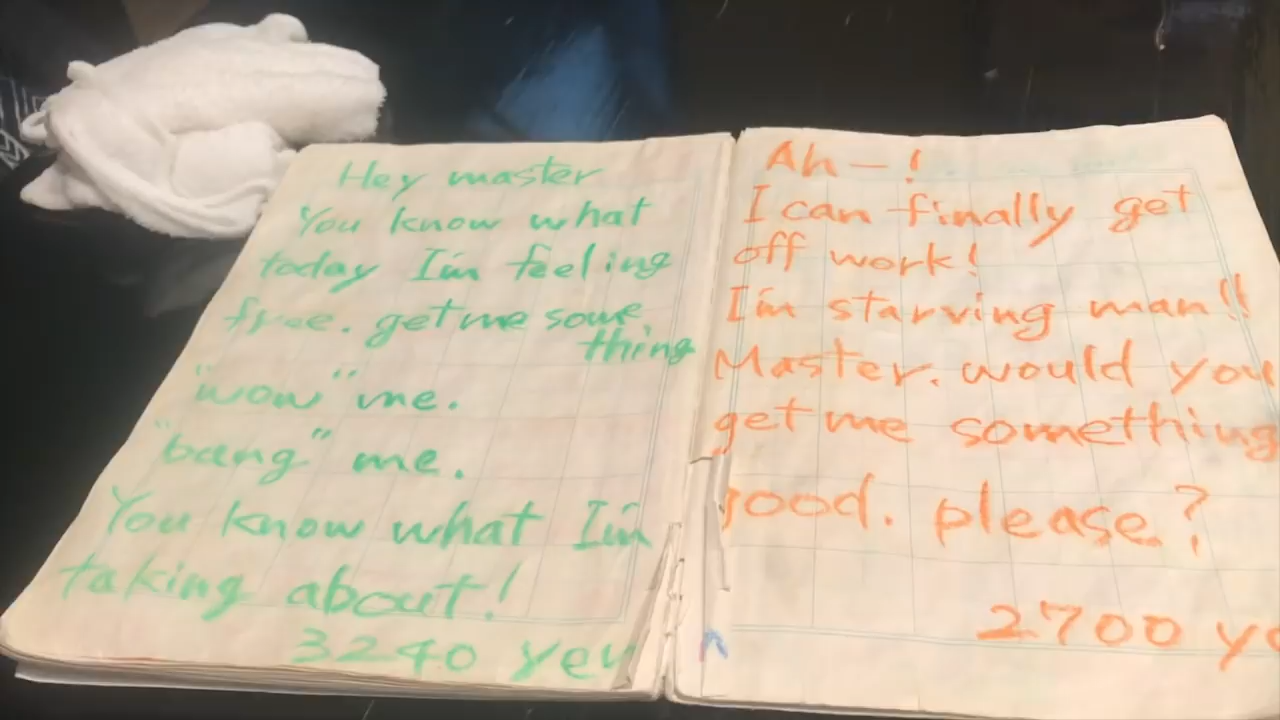 Hey master
You know what
today I'm feeling
free. get me some
thing
"wow" me.
"bang" me.
You know what I'm
taking about!
3240 yen
Ah—!
I can finally get
off work!
I'm starving man!!
Master. would you
get me something
good. please?
2700 ye